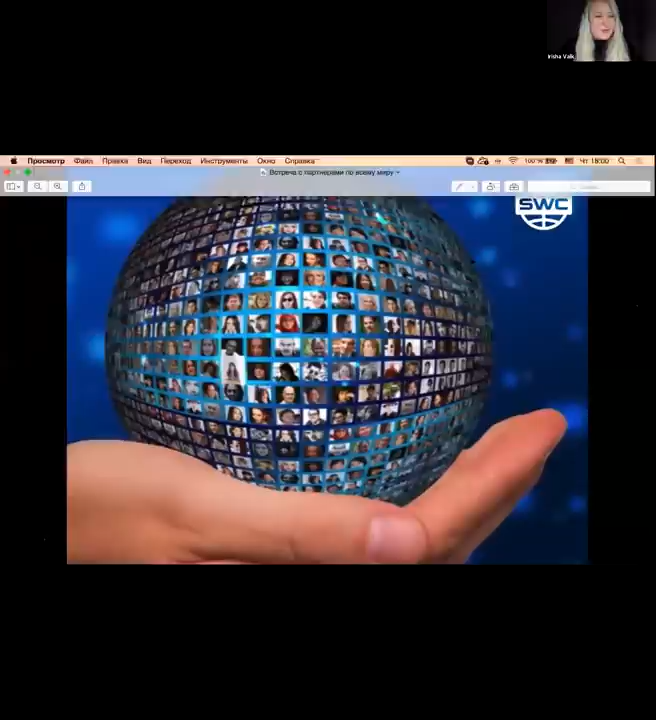 Irisha Valk
Просмотр Файл Правка Вид Переход Инструменты Окно Справка 100 % Чт 18:00
Встреча с партнерами по всему миру
SWC